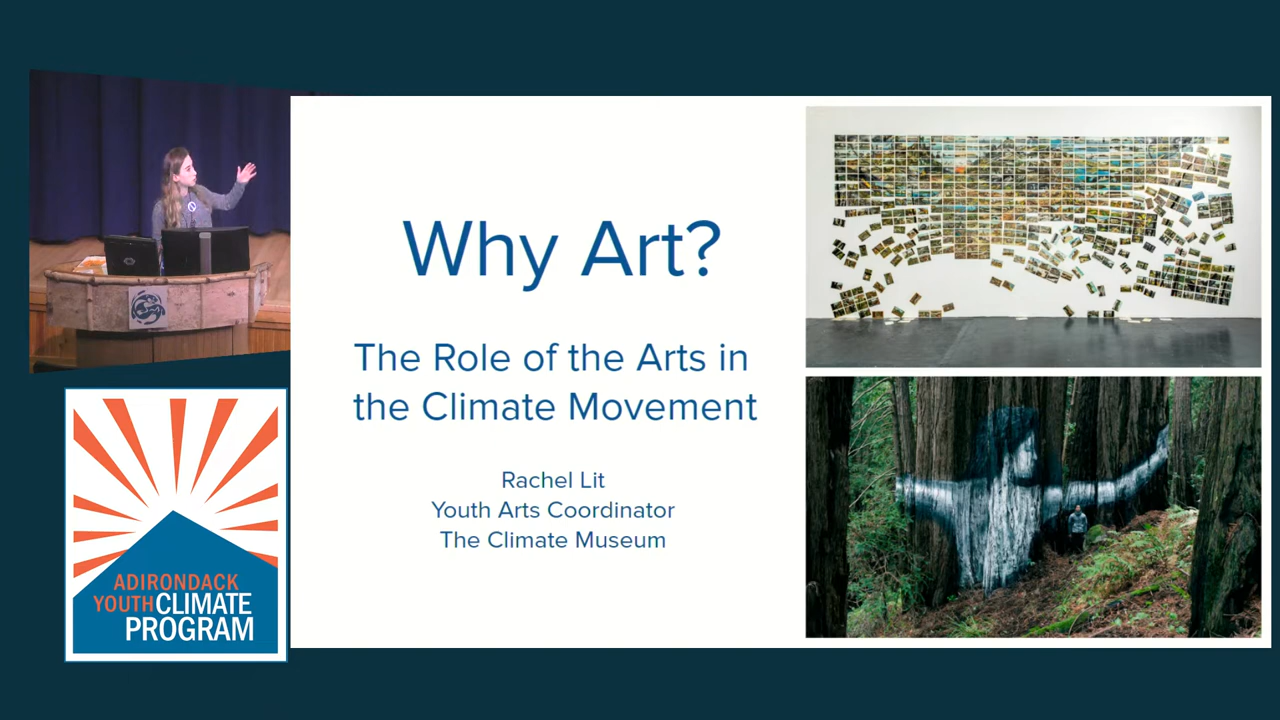 Why Art?
The Role of the Arts in
the Climate Movement
Rachel Lit
Youth Arts Coordinator
The Climate Museum
ADIRONDACK
YOUTH CLIMATE
PROGRAM